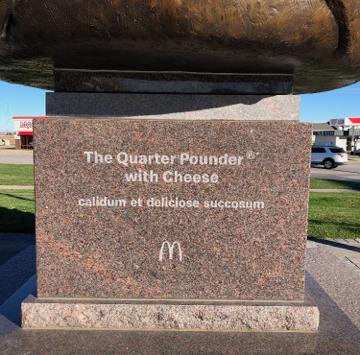 The Quarter Pounder®*
with Cheese
calidum et deliciose succosum